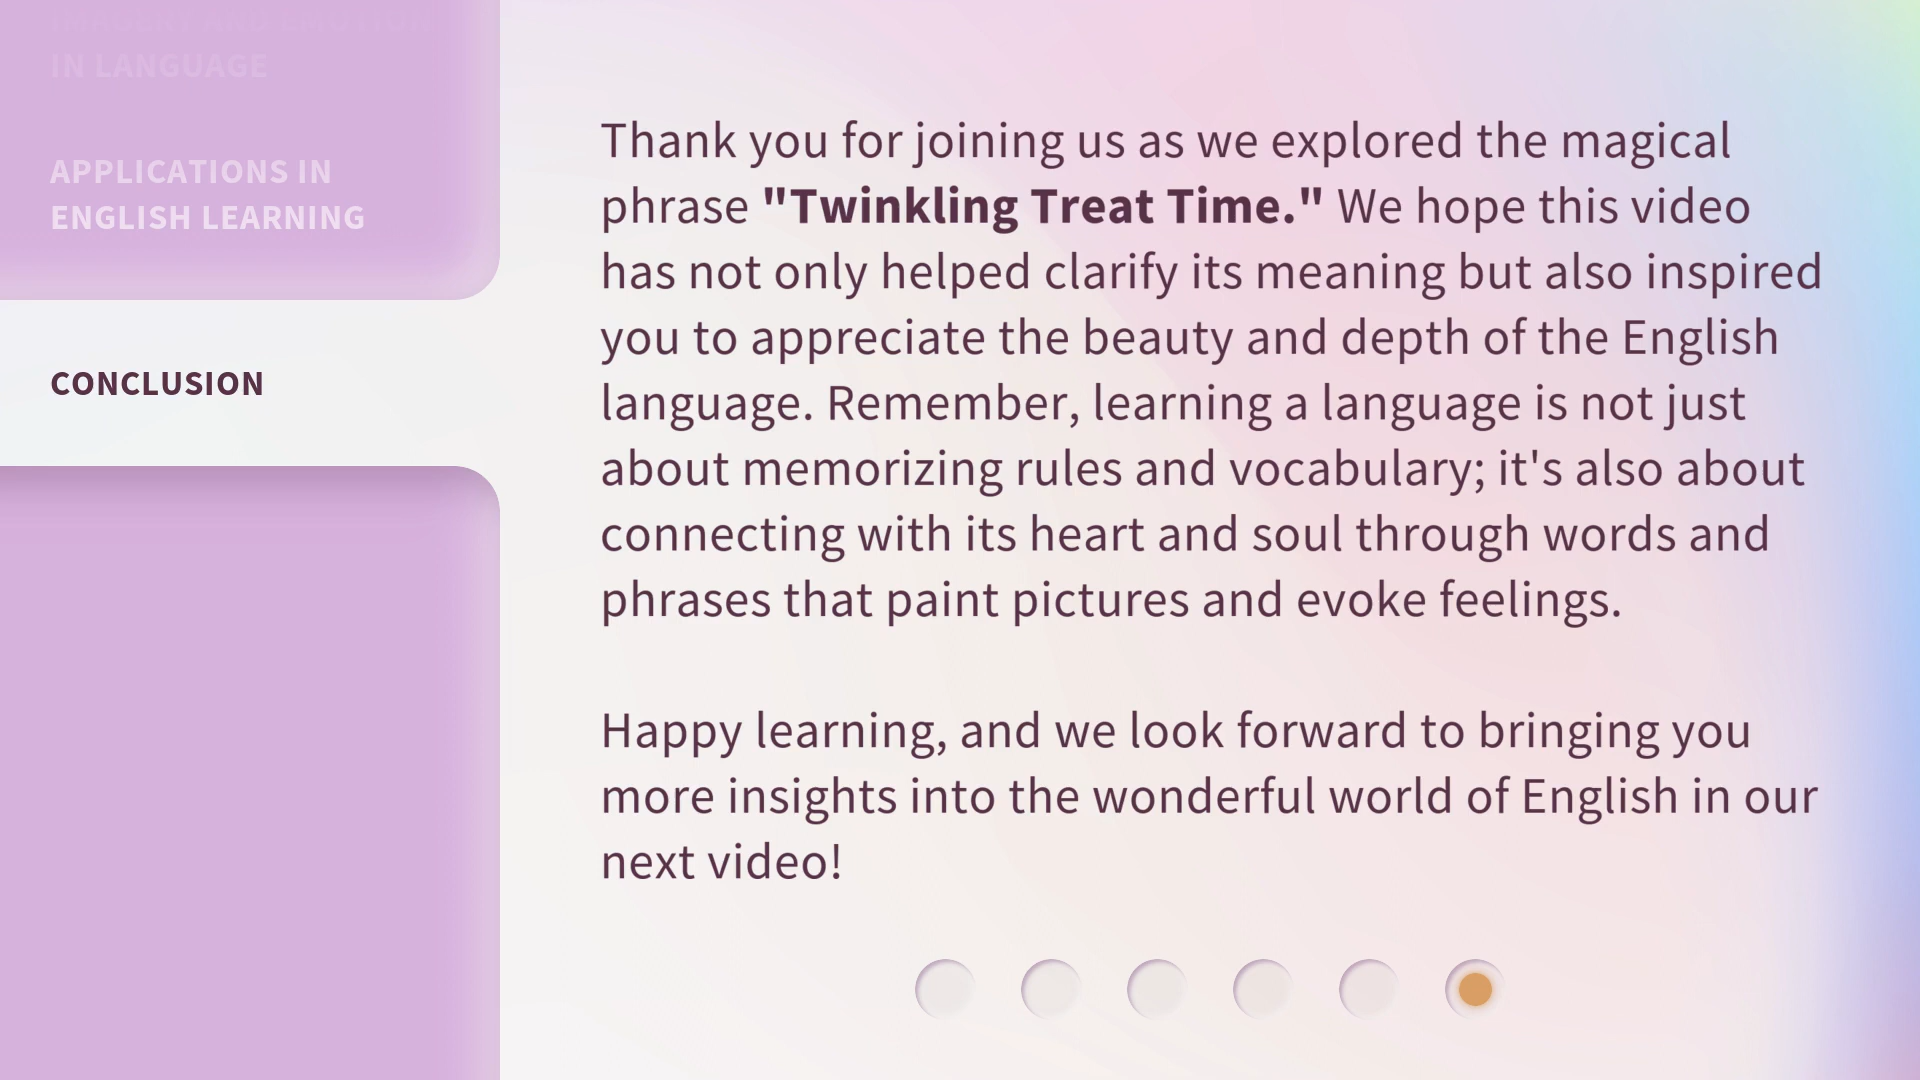 IN LANGUAGE
APPLICATIONS IN
ENGLISH LEARNING
CONCLUSION
Thank you for joining us as we explored the magical
phrase "Twinkling Treat Time." We hope this video
has not only helped clarify its meaning but also inspired
you to appreciate the beauty and depth of the English
language. Remember, learning a language is not just
about memorizing rules and vocabulary; it's also about
connecting with its heart and soul through words and
phrases that paint pictures and evoke feelings.
Happy learning, and we look forward to bringing you
more insights into the wonderful world of English in our
next video!